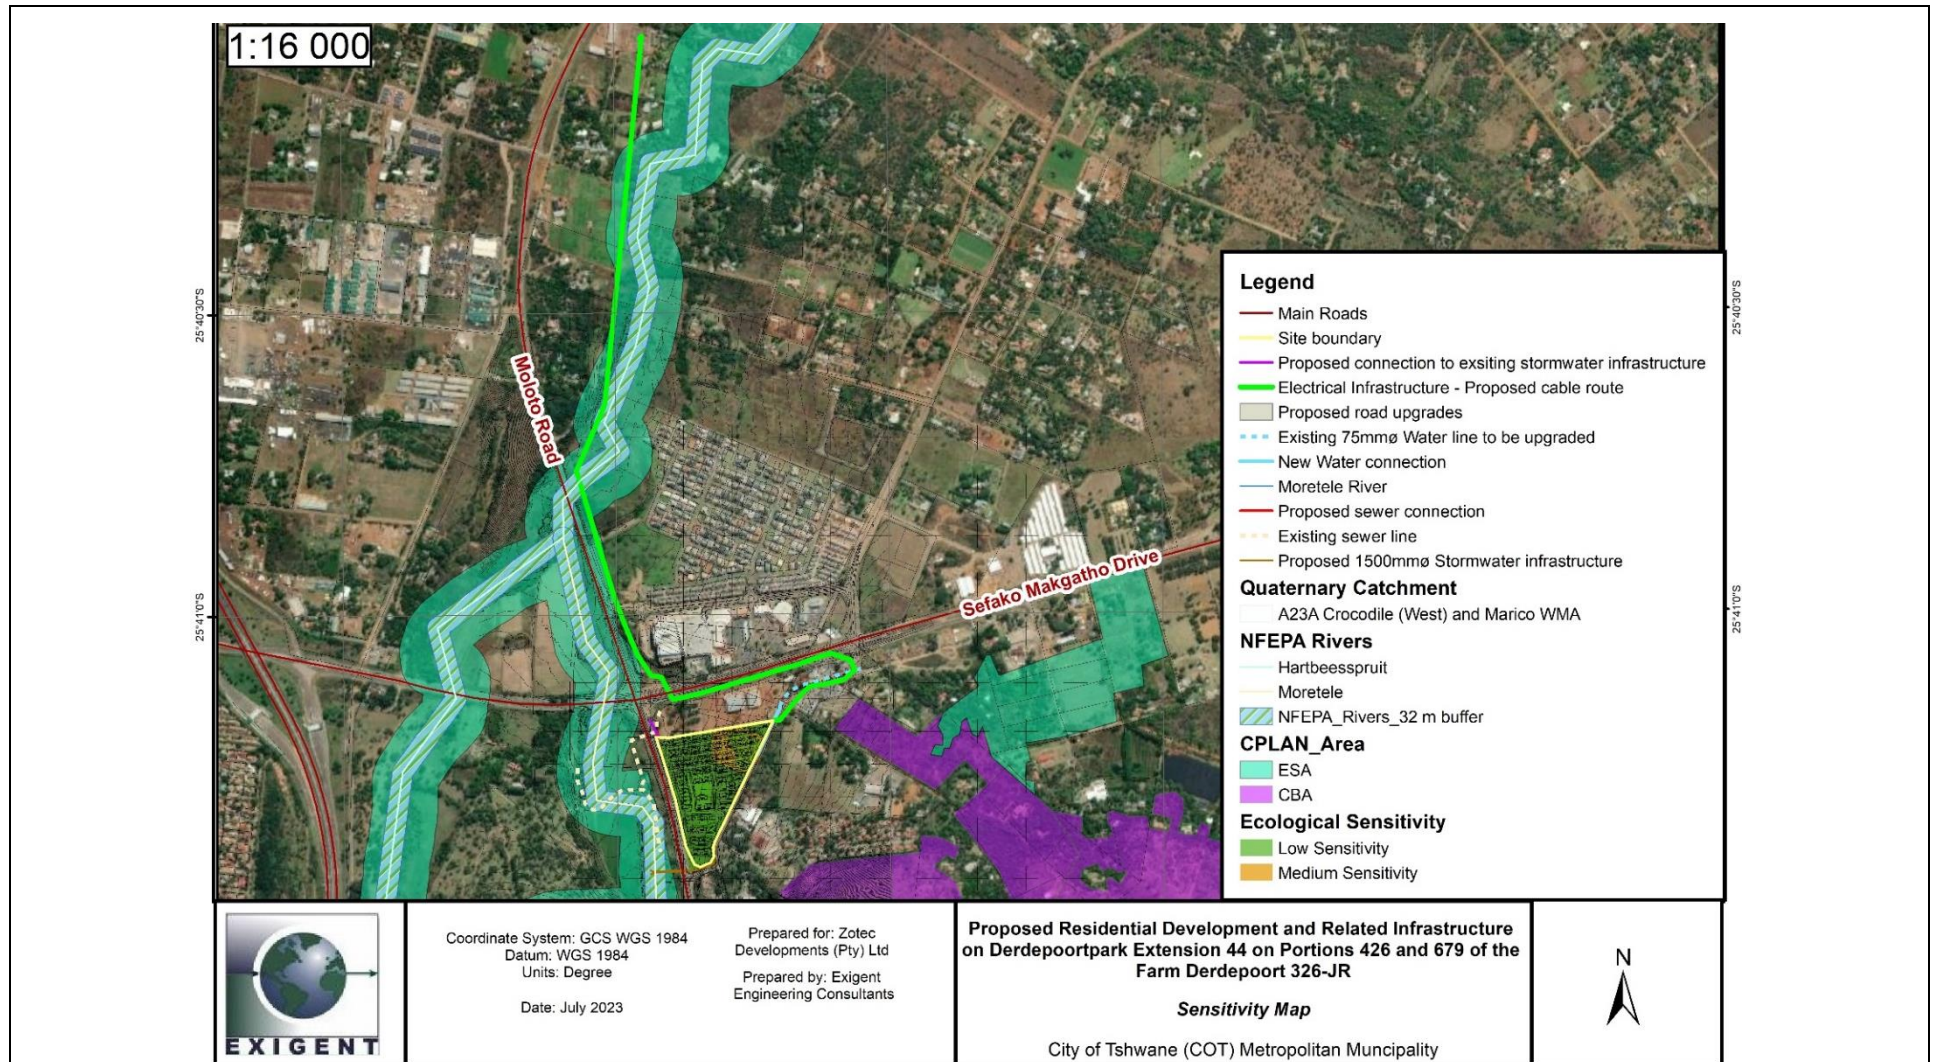 1:16 000
25°40'30"S
25°40'30"S
Moloto Road
Sefako Makgatho Drive
25°41'0"S
25°41'0"S
Legend
Main Roads
Site boundary
Proposed connection to exsiting stormwater infrastructure
Electrical Infrastructure - Proposed cable route
Proposed road upgrades
Existing 75mmø Water line to be upgraded
New Water connection
Moretele River
Proposed sewer connection
Existing sewer line
Proposed 1500mmø Stormwater infrastructure
Quaternary Catchment
A23A Crocodile (West) and Marico WMA
NFEPA Rivers
Hartbeesspruit
Moretele
NFEPA_Rivers_32 m buffer
CPLAN_Area
ESA
CBA
Ecological Sensitivity
Low Sensitivity
Medium Sensitivity
EXIGENT
Coordinate System: GCS WGS 1984
Datum: WGS 1984
Units: Degree
Date: July 2023
Prepared for: Zotec
Developments (Pty) Ltd
Prepared by: Exigent
Engineering Consultants
Proposed Residential Development and Related Infrastructure
on Derdepoortpark Extension 44 on Portions 426 and 679 of the
Farm Derdepoort 326-JR
Sensitivity Map
City of Tshwane (COT) Metropolitan Muncipality
N